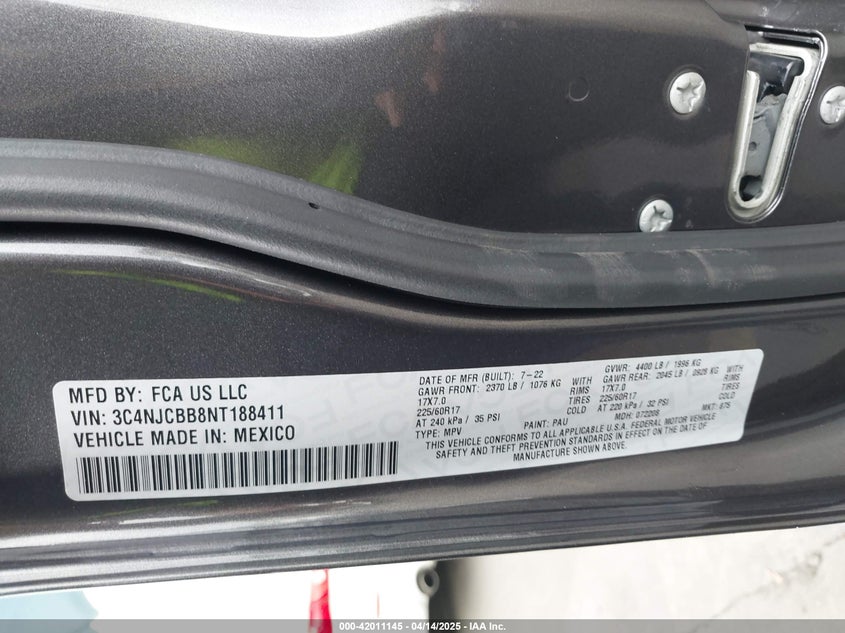 MFD BY: FCA US LLC
VIN: 3C4NJCBB8NT188411
VEHICLE MADE IN: MEXICO
DATE OF MFR (BUILT): 7-22
GAWR FRONT: 2370 LB / 1076 KG WITH
17X7.0 RIMS
225/60R17 TIRES
AT 240 kPa / 35 PSI COLD
TYPE: MPV
PAINT: PAU
GVWR: 4400 LB / 1996 KG
GAWR REAR: 2045 LB / 0928 KG WITH
17X7.0 RIMS
225/60R17 TIRES
AT 220 kPa / 32 PSI COLD
MDH: 072208
MKT: 875
THIS VEHICLE CONFORMS TO ALL APPLICABLE U.S.A. FEDERAL MOTOR VEHICLE
SAFETY AND THEFT PREVENTION STANDARDS IN EFFECT ON THE DATE OF
MANUFACTURE SHOWN ABOVE.
000-42011145 - 04/14/2025 - IAA Inc.